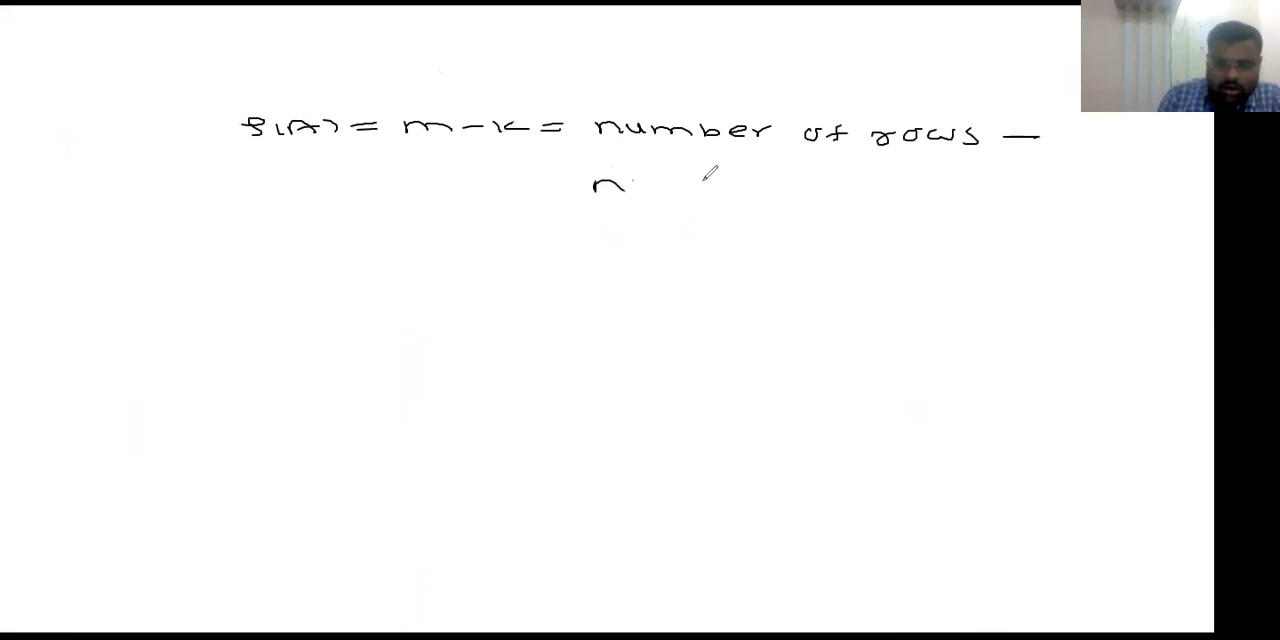 ρ(A) = m - k = number of rows -
n